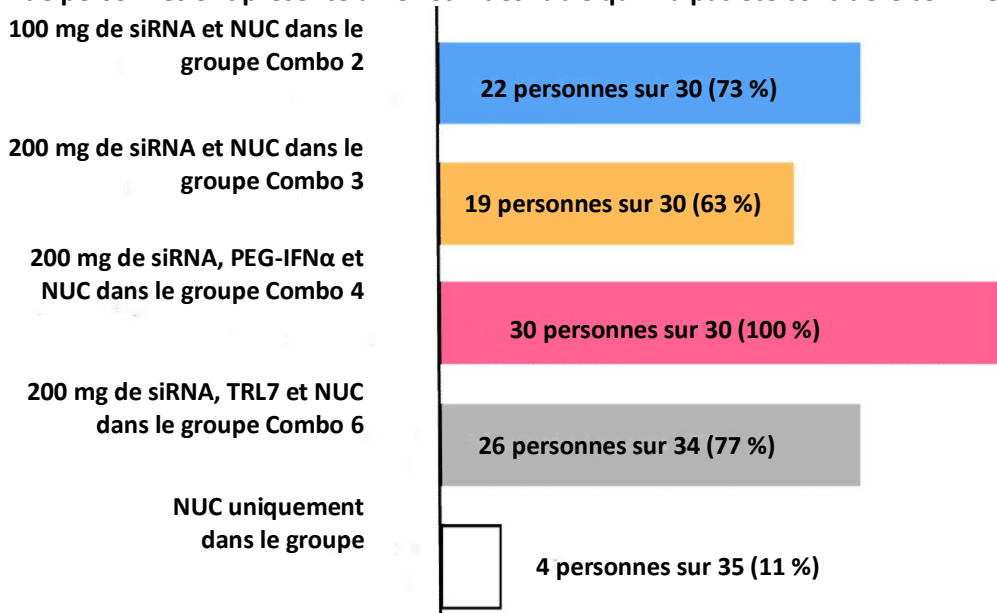 100 mg de siRNA et NUC dans le
groupe Combo 2
22 personnes sur 30 (73 %)
200 mg de siRNA et NUC dans le
groupe Combo 3
19 personnes sur 30 (63 %)
200 mg de siRNA, PEG-IFNα et
NUC dans le groupe Combo 4
30 personnes sur 30 (100 %)
200 mg de siRNA, TRL7 et NUC
dans le groupe Combo 6
26 personnes sur 34 (77 %)
NUC uniquement
dans le groupe
4 personnes sur 35 (11 %)